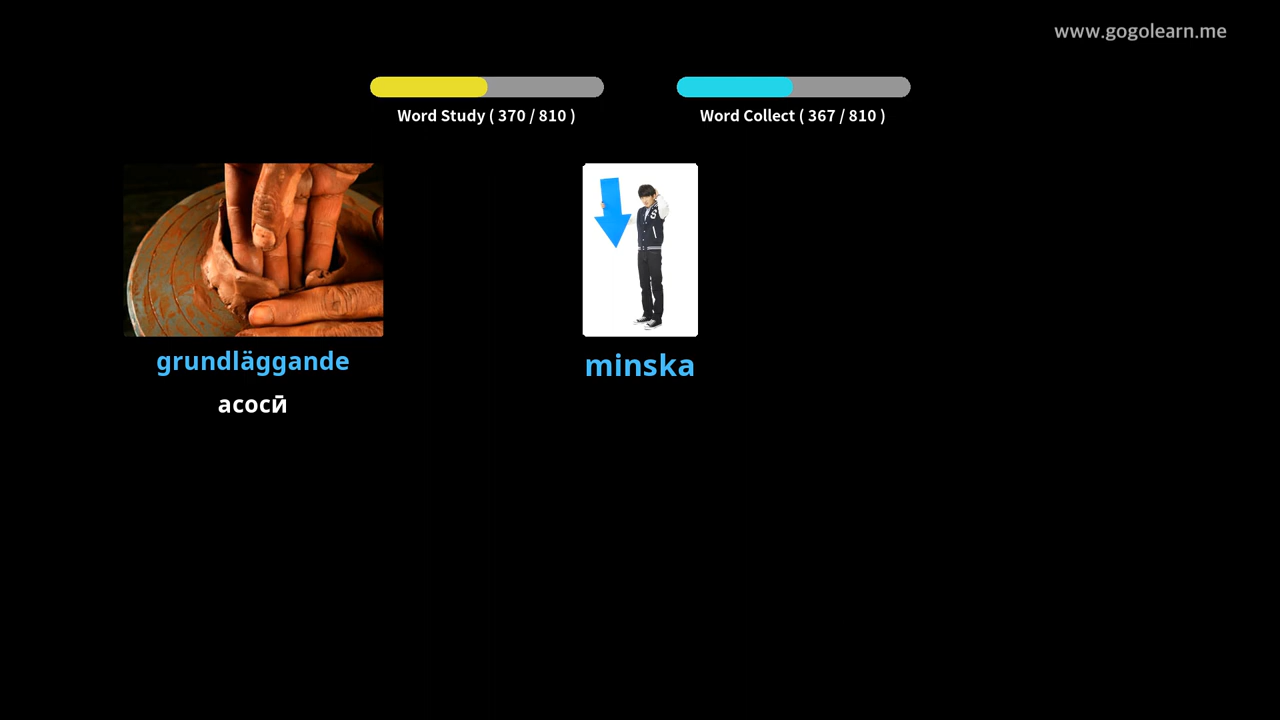 www.gogolearn.me
Word Study ( 370 / 810 )
Word Collect ( 367 / 810 )
grundläggande
minska
асосӣ